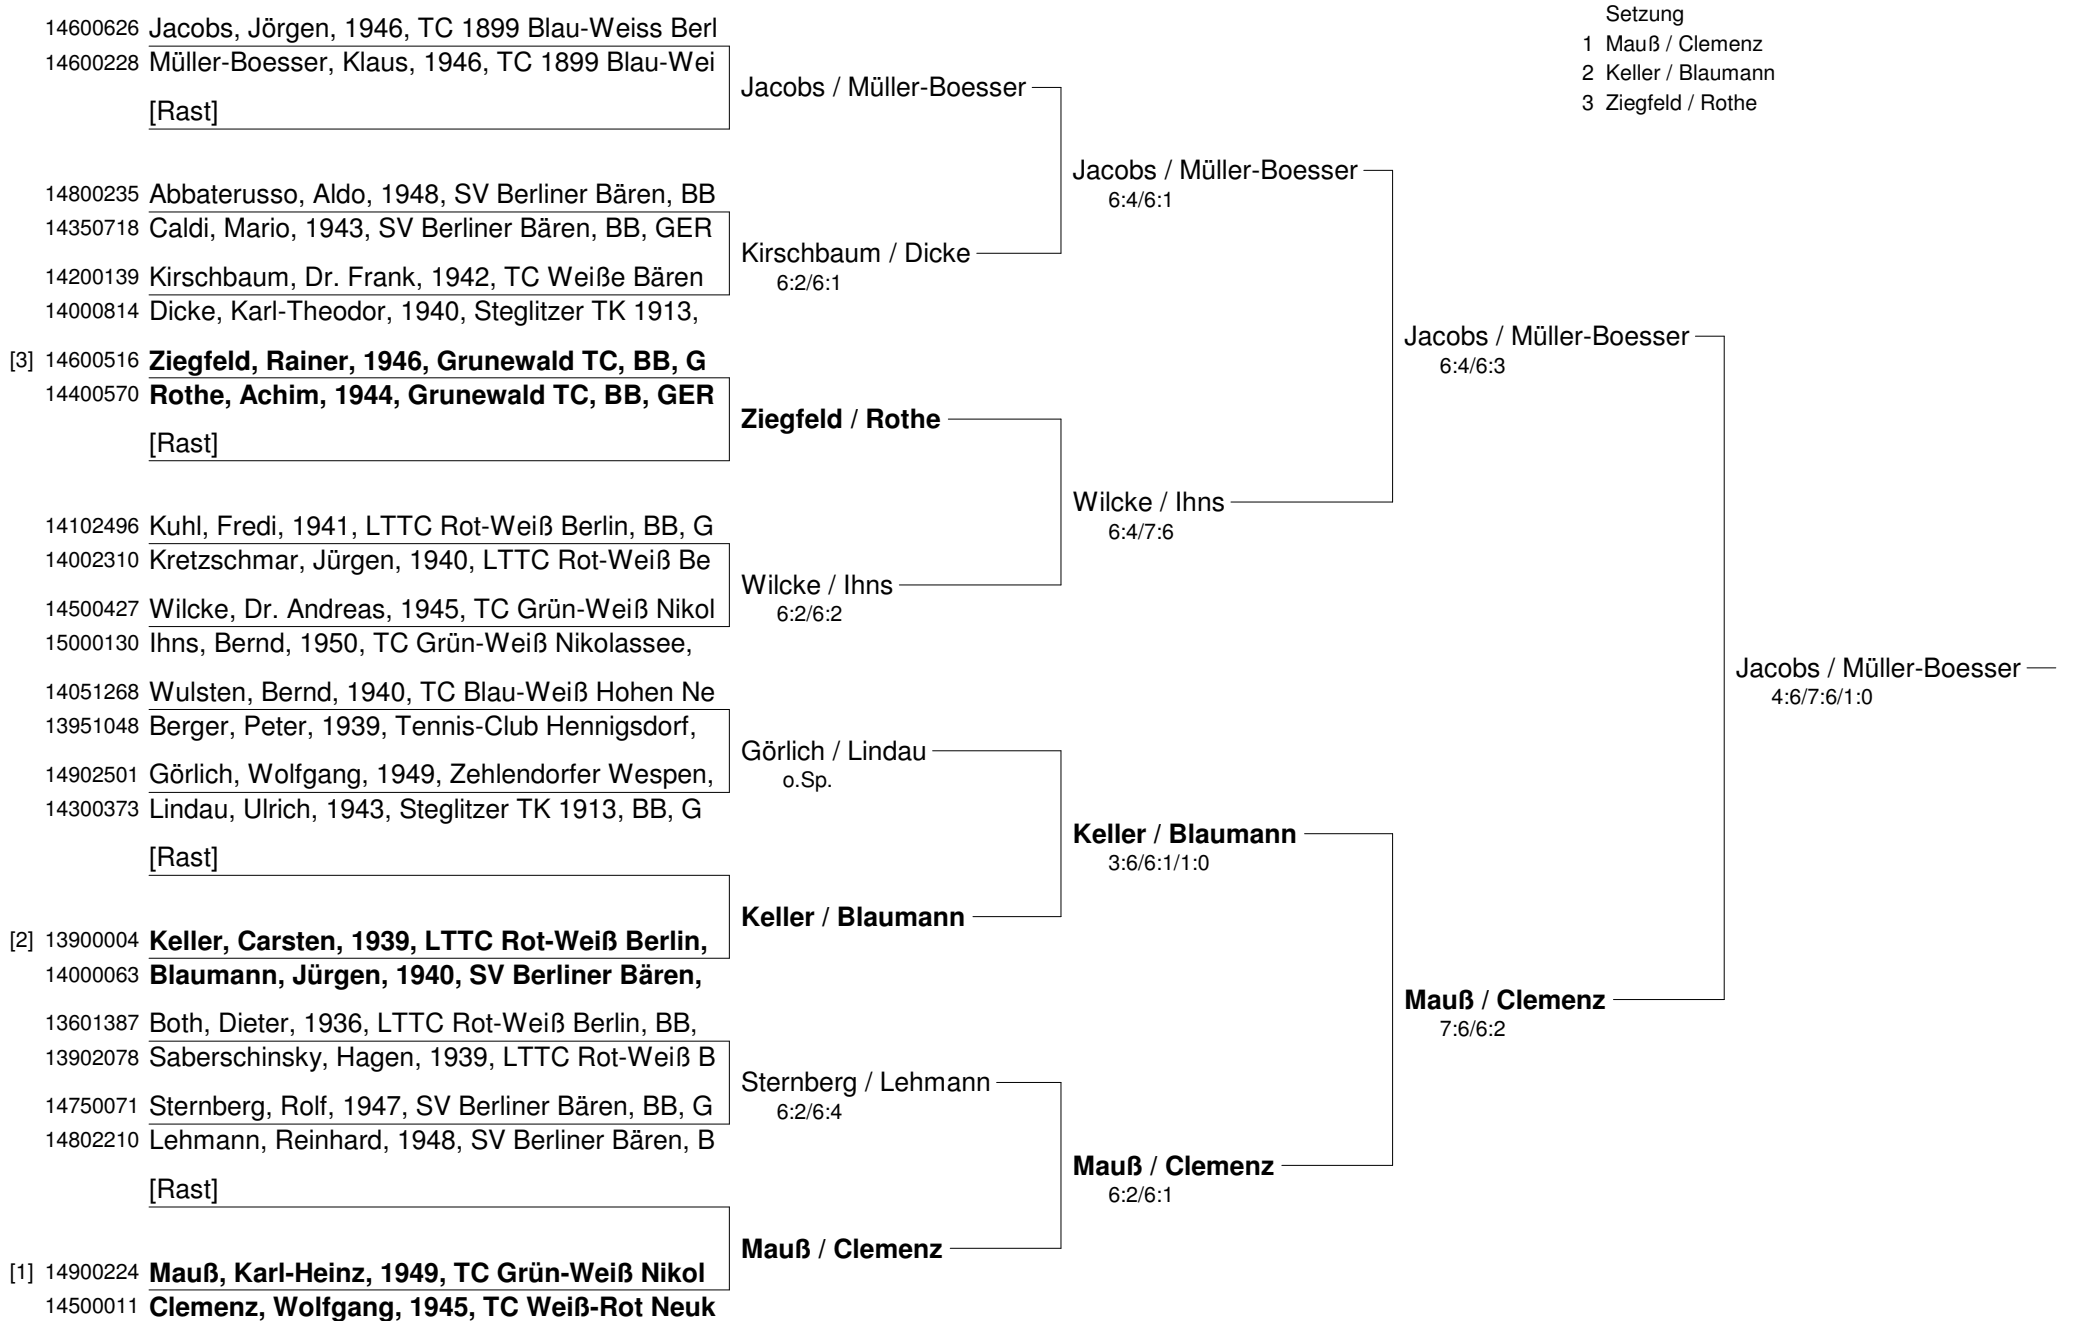 Setzung
1 Mauß / Clemenz
2 Keller / Blaumann
3 Ziegfeld / Rothe
14600626 Jacobs, Jörgen, 1946, TC 1899 Blau-Weiss Berl
14600228 Müller-Boesser, Klaus, 1946, TC 1899 Blau-Wei
Jacobs / Müller-Boesser
[Rast]
Jacobs / Müller-Boesser
6:4/6:1
14800235 Abbaterusso, Aldo, 1948, SV Berliner Bären, BB
14350718 Caldi, Mario, 1943, SV Berliner Bären, BB, GER
Kirschbaum / Dicke
6:2/6:1
14200139 Kirschbaum, Dr. Frank, 1942, TC Weiße Bären
14000814 Dicke, Karl-Theodor, 1940, Steglitzer TK 1913,
Jacobs / Müller-Boesser
6:4/6:3
[3] 14600516 Ziegfeld, Rainer, 1946, Grunewald TC, BB, G
14400570 Rothe, Achim, 1944, Grunewald TC, BB, GER
Ziegfeld / Rothe
[Rast]
Wilcke / Ihns
6:4/7:6
14102496 Kuhl, Fredi, 1941, LTTC Rot-Weiß Berlin, BB, G
14002310 Kretzschmar, Jürgen, 1940, LTTC Rot-Weiß Be
Wilcke / Ihns
6:2/6:2
14500427 Wilcke, Dr. Andreas, 1945, TC Grün-Weiß Nikol
15000130 Ihns, Bernd, 1950, TC Grün-Weiß Nikolassee,
Jacobs / Müller-Boesser
4:6/7:6/1:0
14051268 Wulsten, Bernd, 1940, TC Blau-Weiß Hohen Ne
13951048 Berger, Peter, 1939, Tennis-Club Hennigsdorf,
Görlich / Lindau
o.Sp.
14902501 Görlich, Wolfgang, 1949, Zehlendorfer Wespen,
14300373 Lindau, Ulrich, 1943, Steglitzer TK 1913, BB, G
Keller / Blaumann
3:6/6:1/1:0
[Rast]
Keller / Blaumann
[2] 13900004 Keller, Carsten, 1939, LTTC Rot-Weiß Berlin,
14000063 Blaumann, Jürgen, 1940, SV Berliner Bären,
Mauß / Clemenz
7:6/6:2
13601387 Both, Dieter, 1936, LTTC Rot-Weiß Berlin, BB,
13902078 Saberschinsky, Hagen, 1939, LTTC Rot-Weiß B
Sternberg / Lehmann
6:2/6:4
14750071 Sternberg, Rolf, 1947, SV Berliner Bären, BB, G
14802210 Lehmann, Reinhard, 1948, SV Berliner Bären, B
Mauß / Clemenz
6:2/6:1
[Rast]
Mauß / Clemenz
[1] 14900224 Mauß, Karl-Heinz, 1949, TC Grün-Weiß Nikol
14500011 Clemenz, Wolfgang, 1945, TC Weiß-Rot Neuk